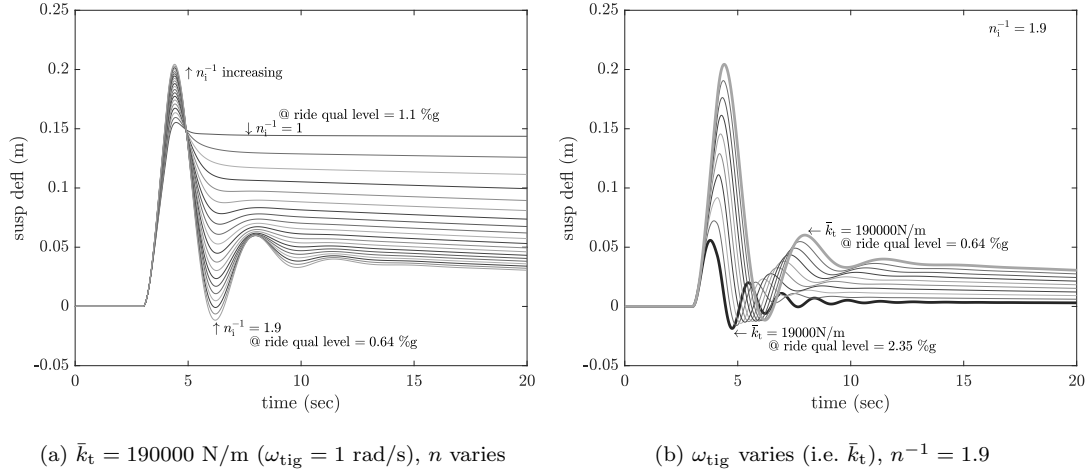 0.25
0.2
0.15
0.1
0.05
0
-0.05
susp defl (m)
↑ n_i^{-1} increasing
@ ride qual level = 1.1 %g
↓ n_i^{-1} = 1
↑ n_i^{-1} = 1.9
@ ride qual level = 0.64 %g
0 5 10 15 20
time (sec)
(a) k̄_t = 190000 N/m (ω_tig = 1 rad/s), n varies
0.25
0.2
0.15
0.1
0.05
0
-0.05
susp defl (m)
n_i^{-1} = 1.9
← k̄_t = 190000N/m
@ ride qual level = 0.64 %g
← k̄_t = 19000N/m
@ ride qual level = 2.35 %g
0 5 10 15 20
time (sec)
(b) ω_tig varies (i.e. k̄_t), n^{-1} = 1.9